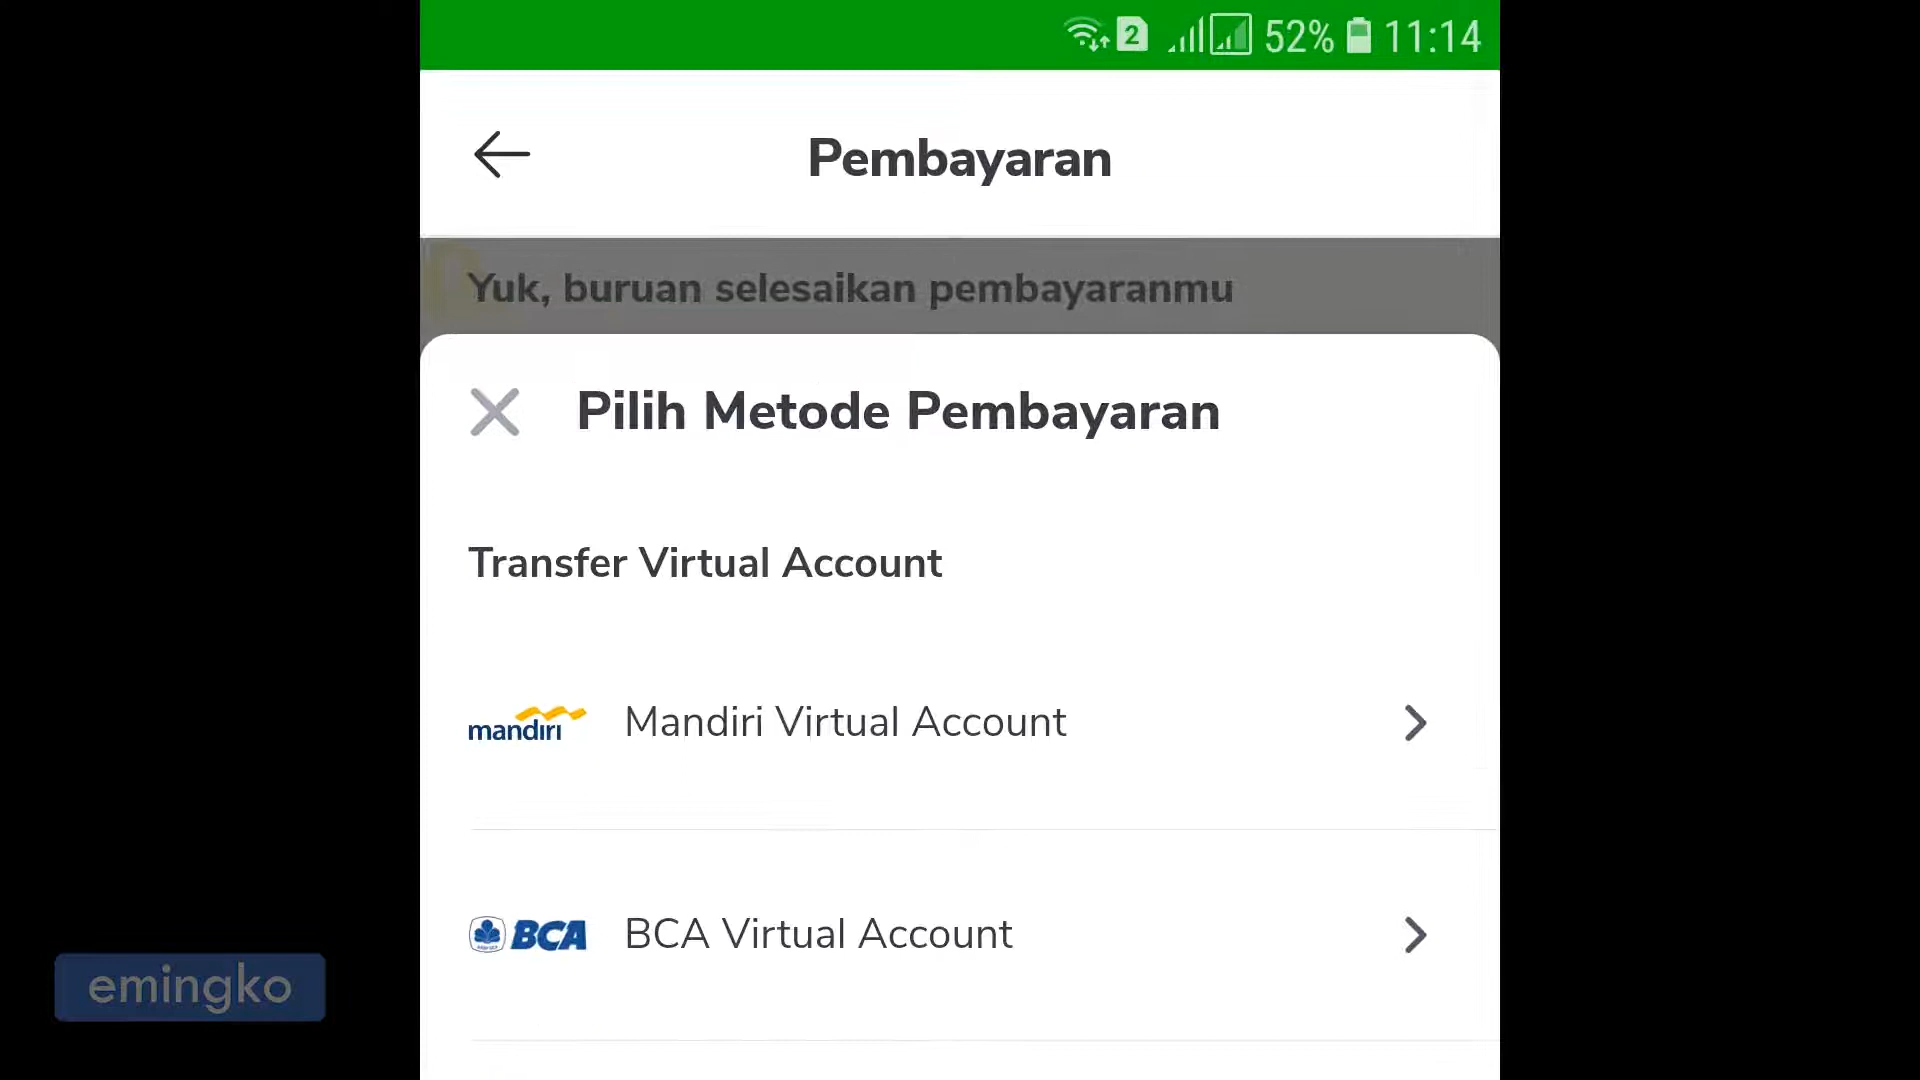 2 52% 11:14
Pembayaran
Yuk, buruan selesaikan pembayaranmu
Pilih Metode Pembayaran
Transfer Virtual Account
mandiri Mandiri Virtual Account
BCA BCA Virtual Account
emingko